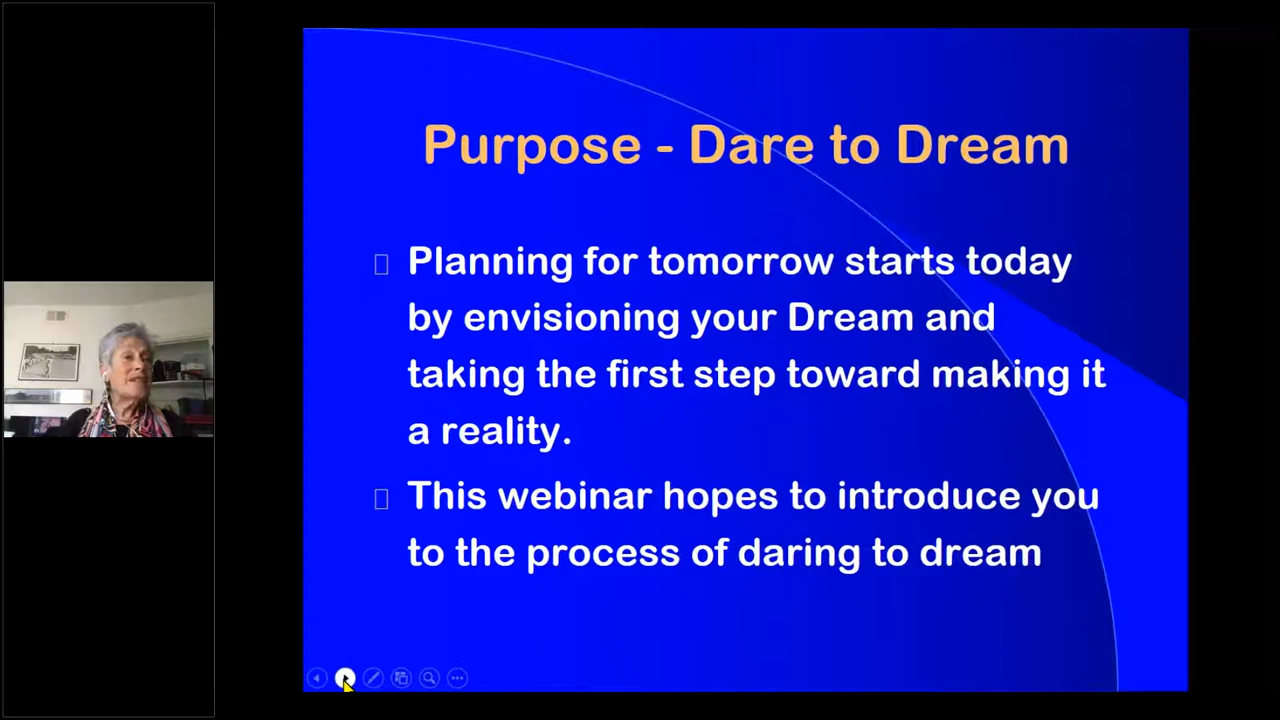 Purpose - Dare to Dream
Planning for tomorrow starts today
by envisioning your Dream and
taking the first step toward making it
a reality.
This webinar hopes to introduce you
to the process of daring to dream